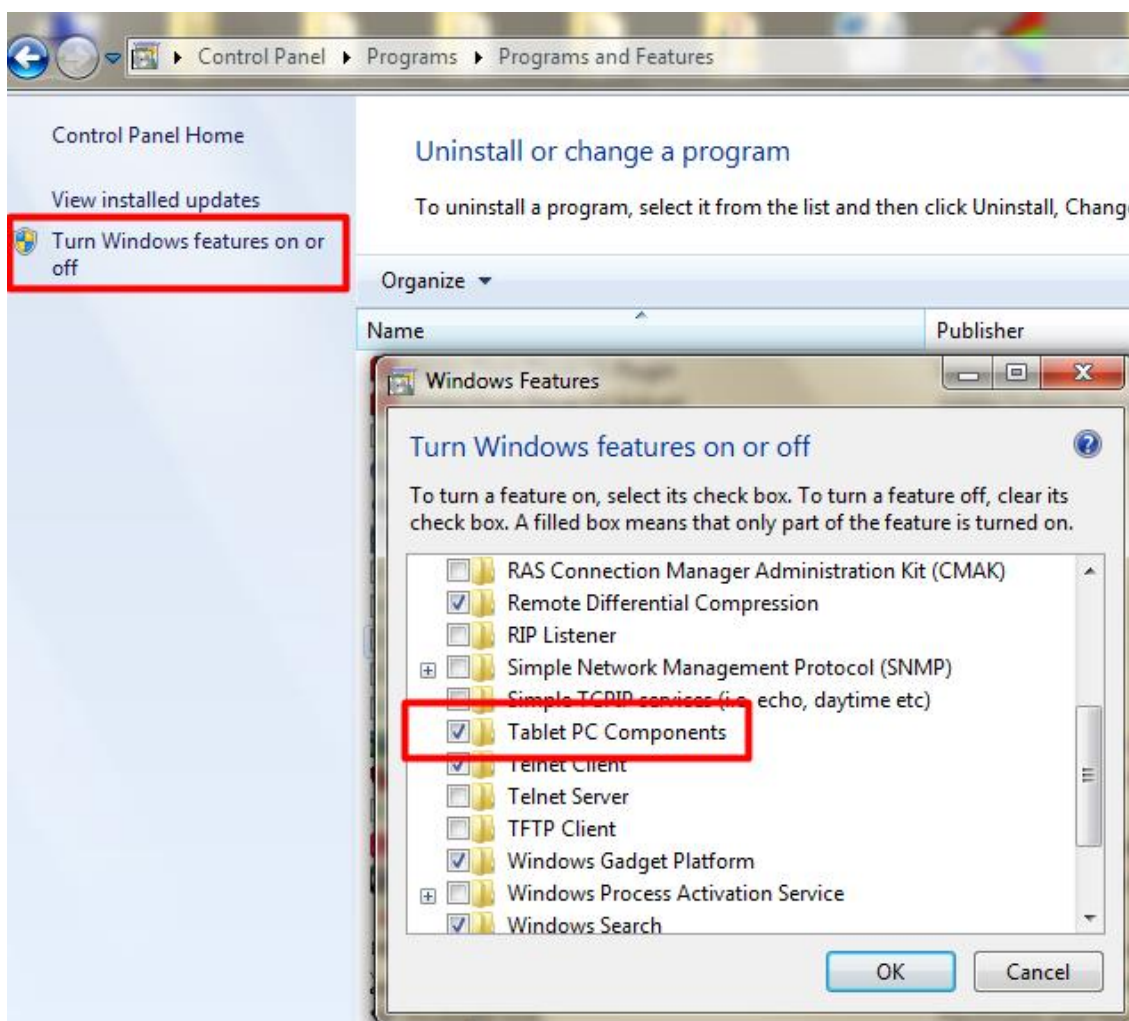 Control Panel ▸ Programs ▸ Programs and Features
Control Panel Home
View installed updates
Turn Windows features on or
off
Uninstall or change a program
To uninstall a program, select it from the list and then click Uninstall, Chang
Organize
Name
Publisher
Windows Features
Turn Windows features on or off
To turn a feature on, select its check box. To turn a feature off, clear its
check box. A filled box means that only part of the feature is turned on.
RAS Connection Manager Administration Kit (CMAK)
Remote Differential Compression
RIP Listener
Simple Network Management Protocol (SNMP)
Simple TCPIP services (i.e. echo, daytime etc)
Tablet PC Components
Telnet Client
Telnet Server
TFTP Client
Windows Gadget Platform
Windows Process Activation Service
Windows Search
OK
Cancel